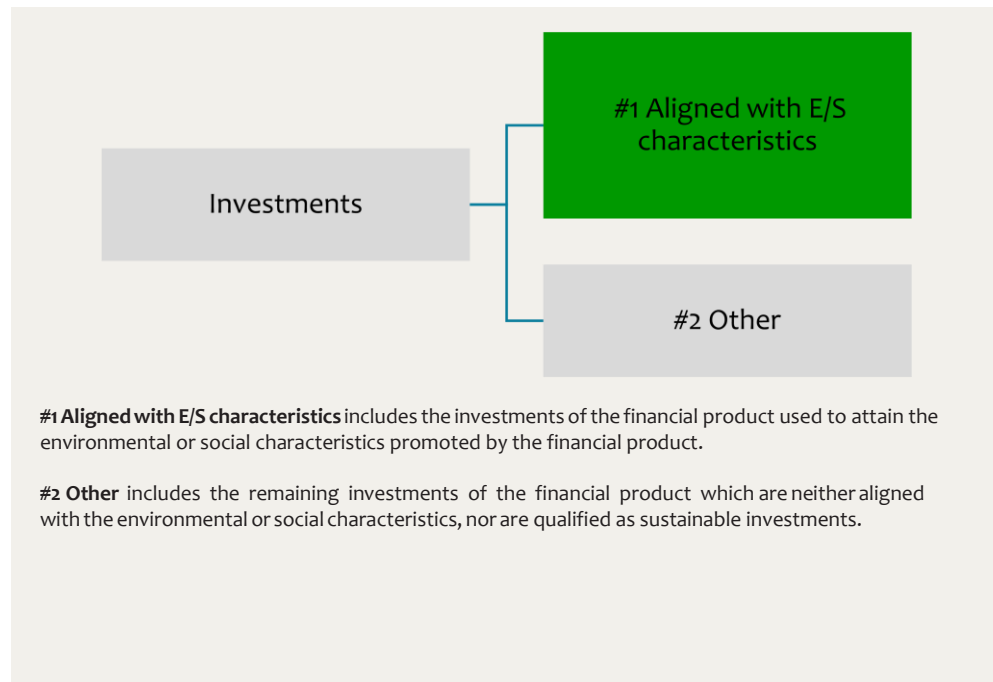 #1 Aligned with E/S
characteristics
Investments
#2 Other
#1 Aligned with E/S characteristics includes the investments of the financial product used to attain the
environmental or social characteristics promoted by the financial product.
#2 Other includes the remaining investments of the financial product which are neither aligned
with the environmental or social characteristics, nor are qualified as sustainable investments.